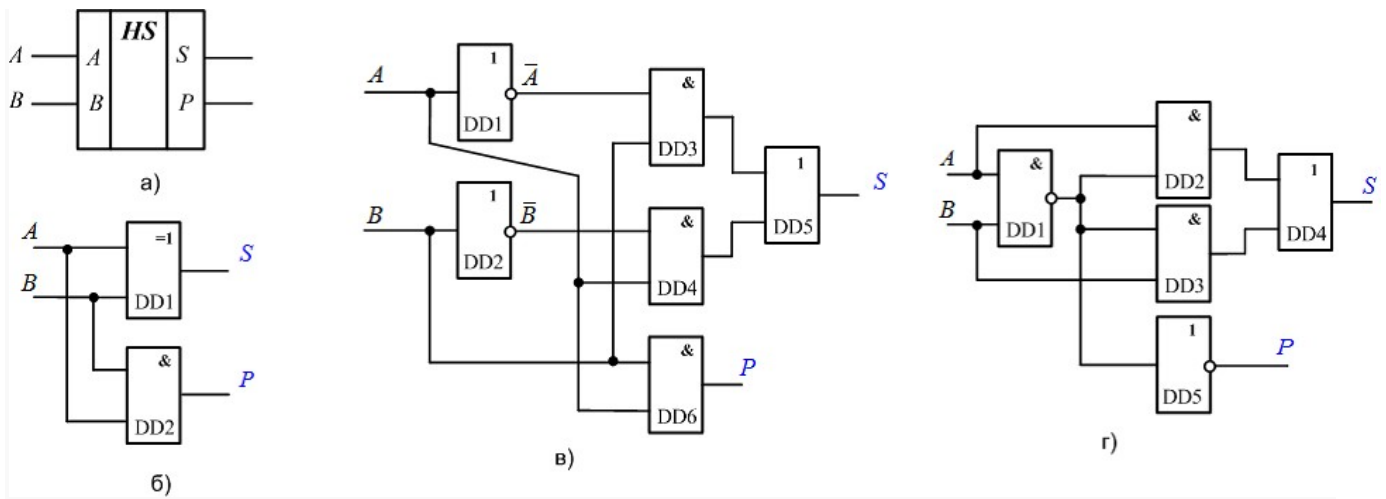 HS
A A S
B B P
а)
A =1 S
B DD1
& P
DD2
б)
A 1 A̅
DD1
& 
DD3
B 1 B̅
DD2
1 S
DD5
&
DD4
& P
DD6
в)
A &
B DD1
&
DD2
1 S
DD4
&
DD3
1 P
DD5
г)